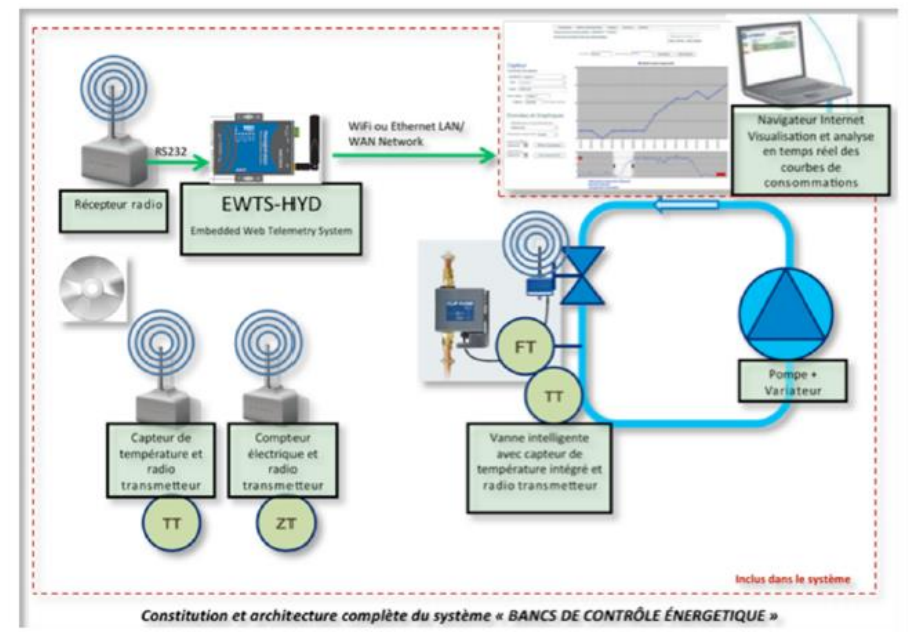 Récepteur radio
RS232
EWTS-HYD
Embedded Web Telemetry System
WiFi ou Ethernet LAN/
WAN Network
Navigateur Internet
Visualisation et analyse
en temps réel des
courbes de
consommations
Capteur de
température et
radio
transmetteur
TT
Compteur
électrique et
radio
transmetteur
ZT
FT
TT
Vanne intelligente
avec capteur de
température intégré et
radio transmetteur
Pompe +
Variateur
Inclus dans le système
Constitution et architecture complète du système « BANCS DE CONTRÔLE ÉNERGETIQUE »